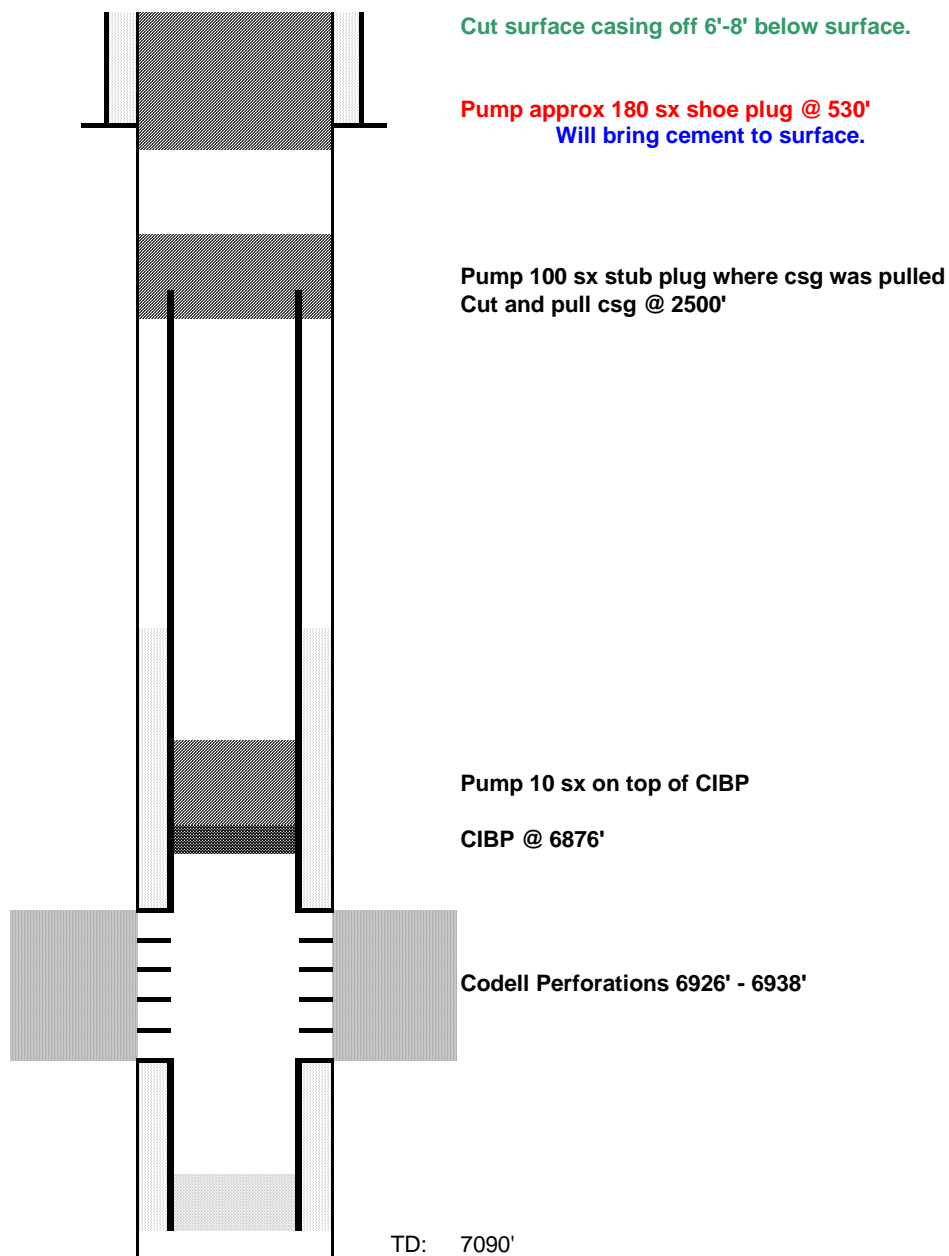 Cut surface casing off 6'-8' below surface.
Pump approx 180 sx shoe plug @ 530'
Will bring cement to surface.
Pump 100 sx stub plug where csg was pulled
Cut and pull csg @ 2500'
Pump 10 sx on top of CIBP
CIBP @ 6876'
Codell Perforations 6926' - 6938'
TD: 7090'